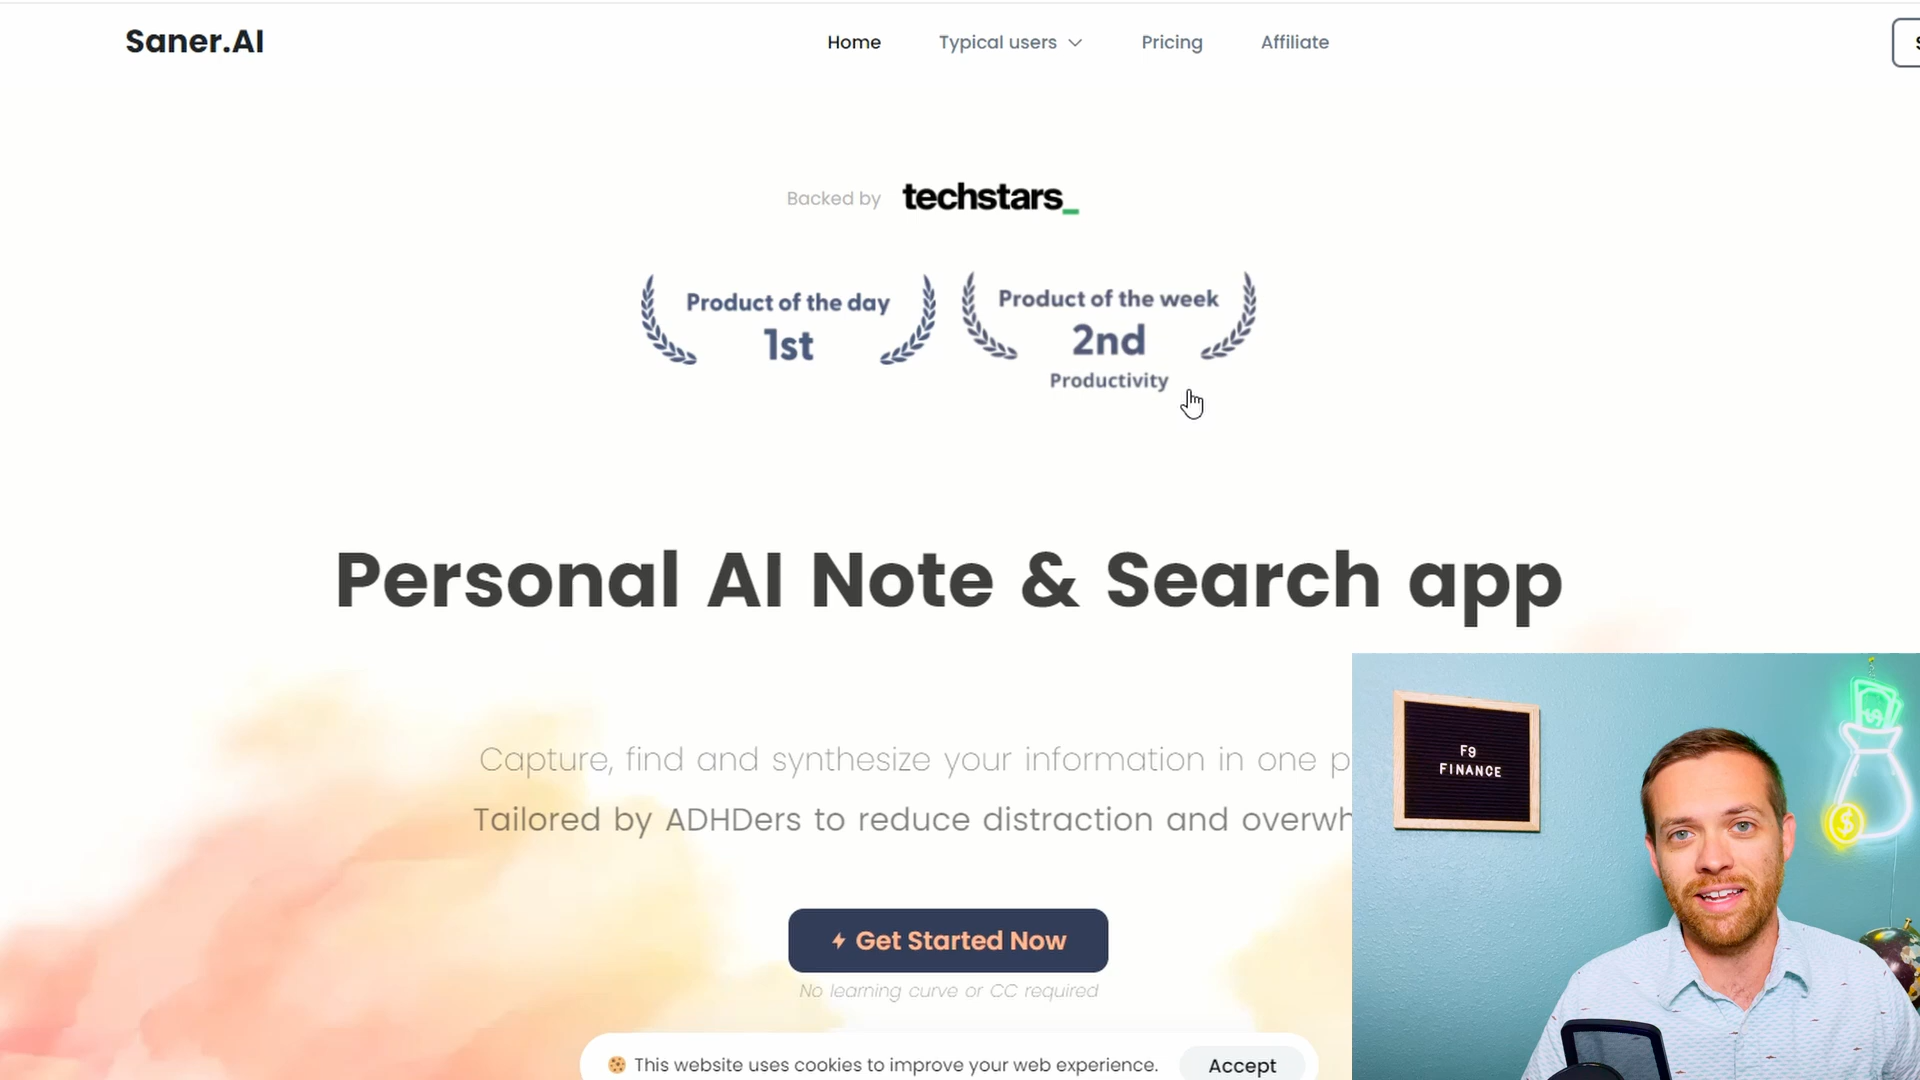 Saner.AI
Home
Typical users
Pricing
Affiliate
Backed by
techstars_
Product of the day
1st
Product of the week
2nd
Productivity
Personal AI Note & Search app
Capture, find and synthesize your information in one
Tailored by ADHDers to reduce distraction and
Get Started Now
No learning curve or CC required
This website uses cookies to improve your web experience.
Accept
F9
FINANCE